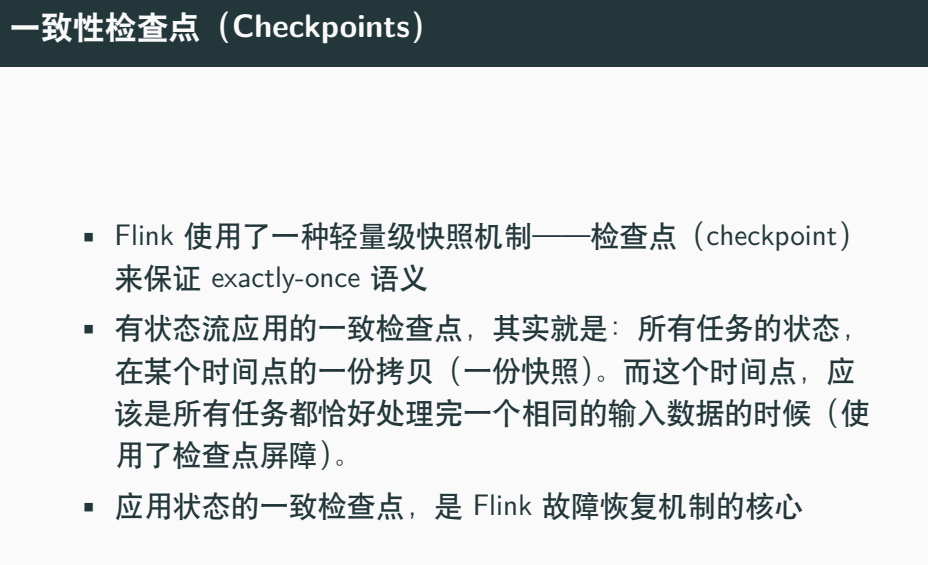 一致性检查点（Checkpoints）
▪ Flink 使用了一种轻量级快照机制——检查点（checkpoint）
来保证 exactly-once 语义
▪ 有状态流应用的一致检查点，其实就是：所有任务的状态，
在某个时间点的一份拷贝（一份快照）。而这个时间点，应
该是所有任务都恰好处理完一个相同的输入数据的时候（使
用了检查点屏障）。
▪ 应用状态的一致检查点，是 Flink 故障恢复机制的核心